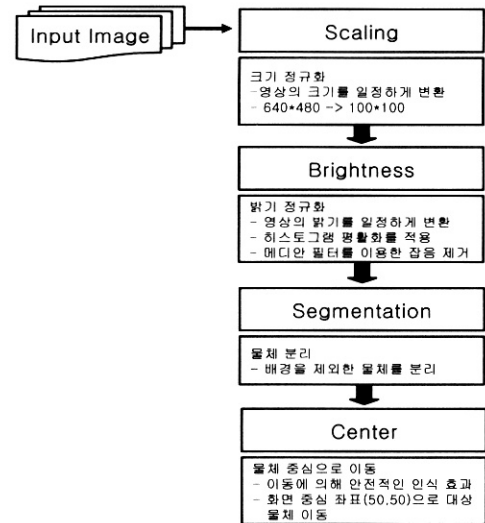 Input Image
Scaling
크기 정규화
-영상의 크기를 일정하게 변환
- 640*480 -> 100*100
Brightness
밝기 정규화
- 영상의 밝기를 일정하게 변환
- 히스토그램 평활화를 적용
- 메디안 필터를 이용한 잡음 제거
Segmentation
물체 분리
- 배경을 제외한 물체를 분리
Center
물체 중심으로 이동
- 이동에 의해 안전적인 인식 효과
- 화면 중심 좌표(50.50)으로 대상
물체 이동